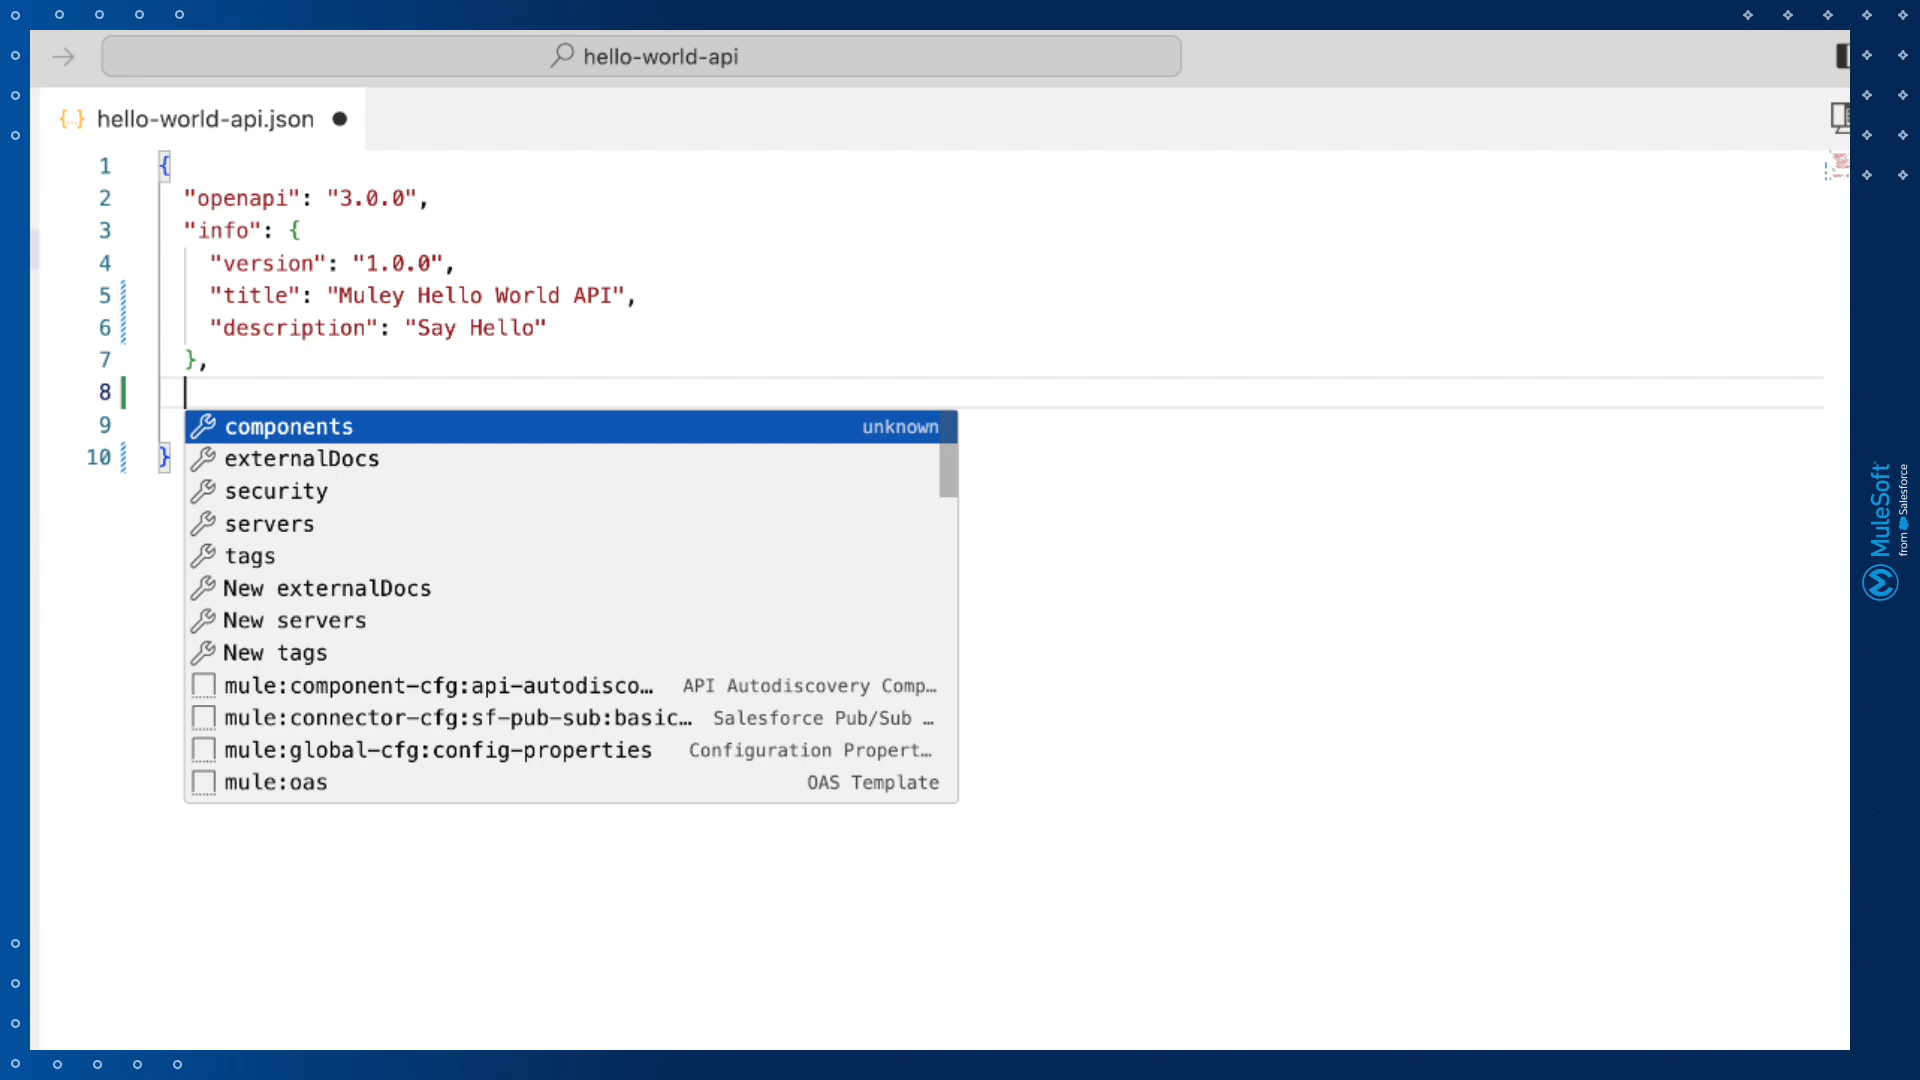 hello-world-api
{..} hello-world-api.json
1 {
2 "openapi": "3.0.0",
3 "info": {
4 "version": "1.0.0",
5 "title": "Muley Hello World API",
6 "description": "Say Hello"
7 },
8
9
10 }
components unknown
externalDocs
security
servers
tags
New externalDocs
New servers
New tags
mule:component-cfg:api-autodisco… API Autodiscovery Comp…
mule:connector-cfg:sf-pub-sub:basic… Salesforce Pub/Sub …
mule:global-cfg:config-properties Configuration Propert…
mule:oas OAS Template
MuleSoft
from Salesforce